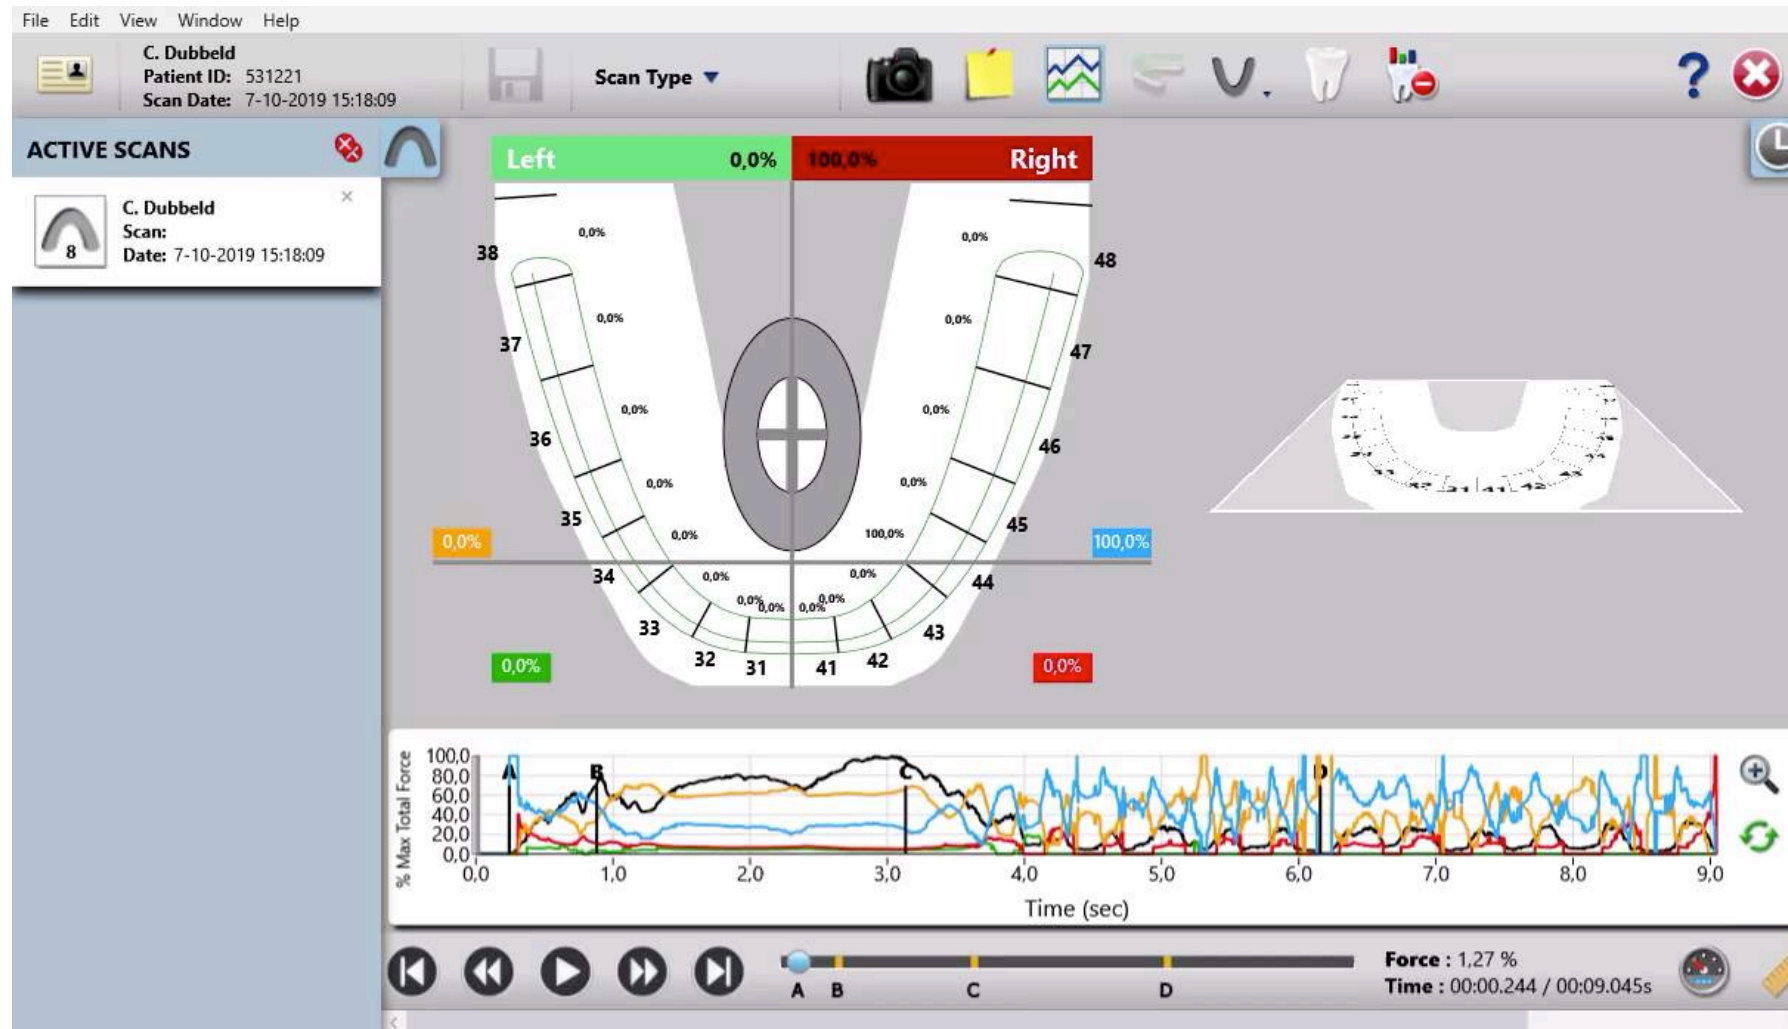 File Edit View Window Help
C. Dubbeld
Patient ID: 531221
Scan Date: 7-10-2019 15:18:09
Scan Type
ACTIVE SCANS
C. Dubbeld
Scan:
Date: 7-10-2019 15:18:09
8
Left 0,0% 100,0% Right
0,0% 0,0%
38 48
0,0% 0,0%
37 47
0,0% 0,0%
36 46
0,0% 0,0%
35 45
0,0% 100,0%
0,0% 100,0%
34 44
0,0% 0,0%
0,0% 0,0% 0,0% 0,0%
33 43
32 31 41 42
0,0% 0,0%
% Max Total Force
100,0
80,0
60,0
40,0
20,0
0,0
A B C D
0,0 1,0 2,0 3,0 4,0 5,0 6,0 7,0 8,0 9,0
Time (sec)
A B C D
Force : 1,27 %
Time : 00:00.244 / 00:09.045s